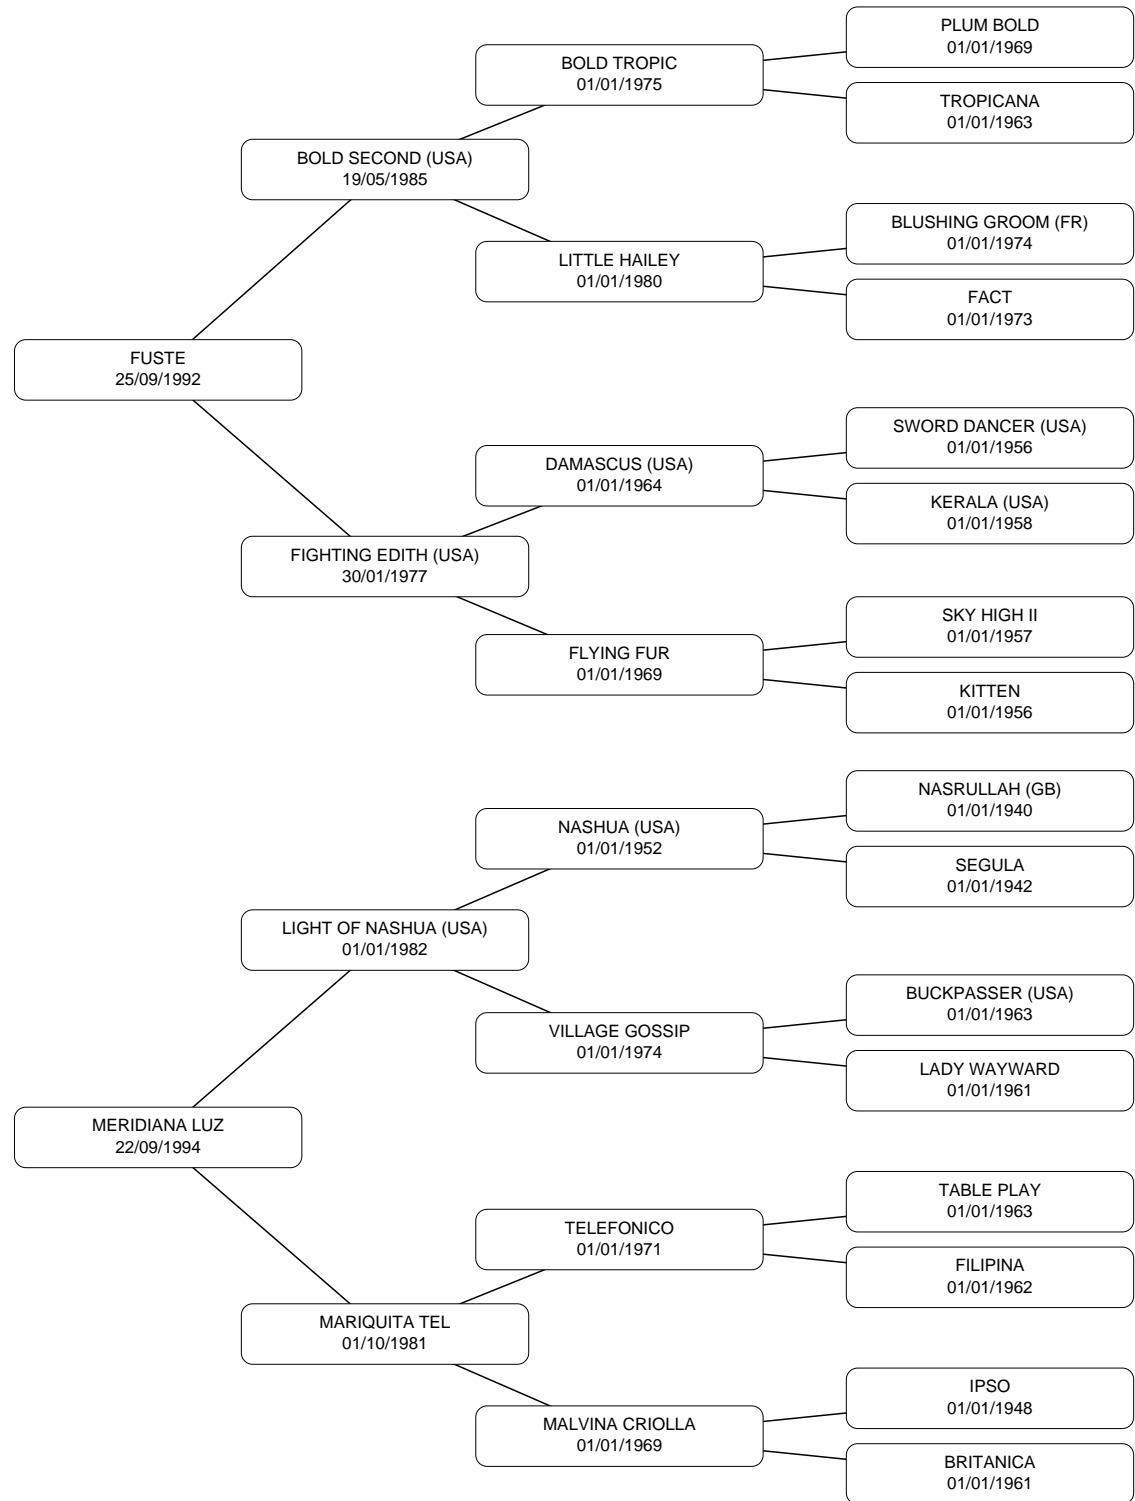 PLUM BOLD
01/01/1969
BOLD TROPIC
01/01/1975
TROPICANA
01/01/1963
BOLD SECOND (USA)
19/05/1985
BLUSHING GROOM (FR)
01/01/1974
LITTLE HAILEY
01/01/1980
FACT
01/01/1973
FUSTE
25/09/1992
SWORD DANCER (USA)
01/01/1956
DAMASCUS (USA)
01/01/1964
KERALA (USA)
01/01/1958
FIGHTING EDITH (USA)
30/01/1977
SKY HIGH II
01/01/1957
FLYING FUR
01/01/1969
KITTEN
01/01/1956
NASRULLAH (GB)
01/01/1940
NASHUA (USA)
01/01/1952
SEGULA
01/01/1942
LIGHT OF NASHUA (USA)
01/01/1982
BUCKPASSER (USA)
01/01/1963
VILLAGE GOSSIP
01/01/1974
LADY WAYWARD
01/01/1961
MERIDIANA LUZ
22/09/1994
TABLE PLAY
01/01/1963
TELEFONICO
01/01/1971
FILIPINA
01/01/1962
MARIQUITA TEL
01/10/1981
IPSO
01/01/1948
MALVINA CRIOLLA
01/01/1969
BRITANICA
01/01/1961